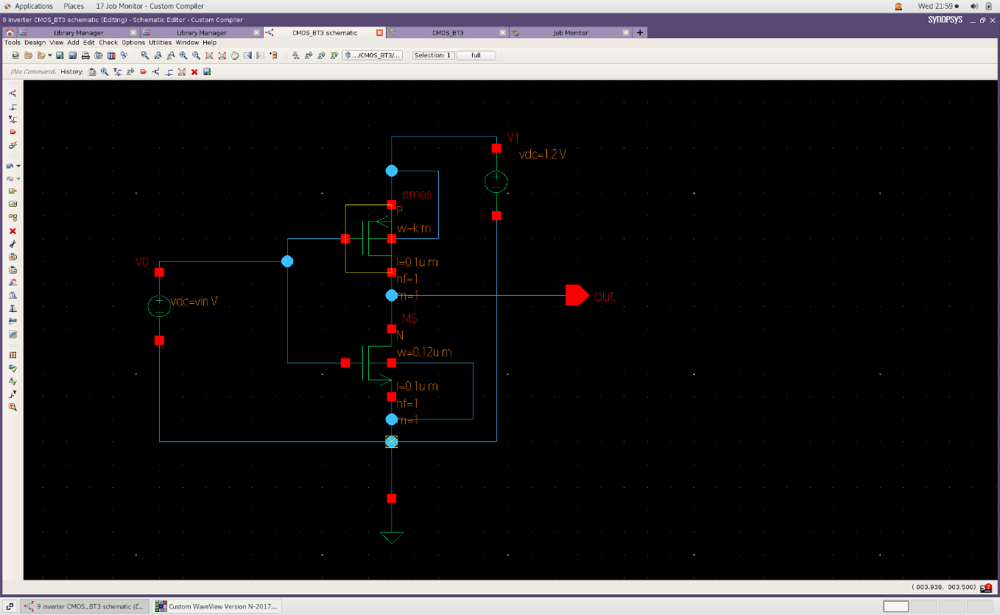 Applications Places 17 Job Monitor - Custom Compiler Wed 21:59
9 inverter CMOS_BT3 schematic (Editing) - Schematic Editor - Custom Compiler SYNOPSYS
Library Manager Library Manager CMOS_BT3 schematic CMOS_BT3 Job Monitor
Tools Design View Add Edit Check Options Utilities Window Help
.../CMOS_BT3/... Selection: 1 full
(No Command) History:
V1
vdc=1.2 V
pmos
P
w=k m
l=0.1u m
nf=1
m=1
V0
vdc=vin V
out
M5
N
w=0.12u m
l=0.1u m
nf=1
m=1
( 003.938, 003.500) 2
9 inverter CMOS_BT3 schematic (E... Custom WaveView Version N-2017....